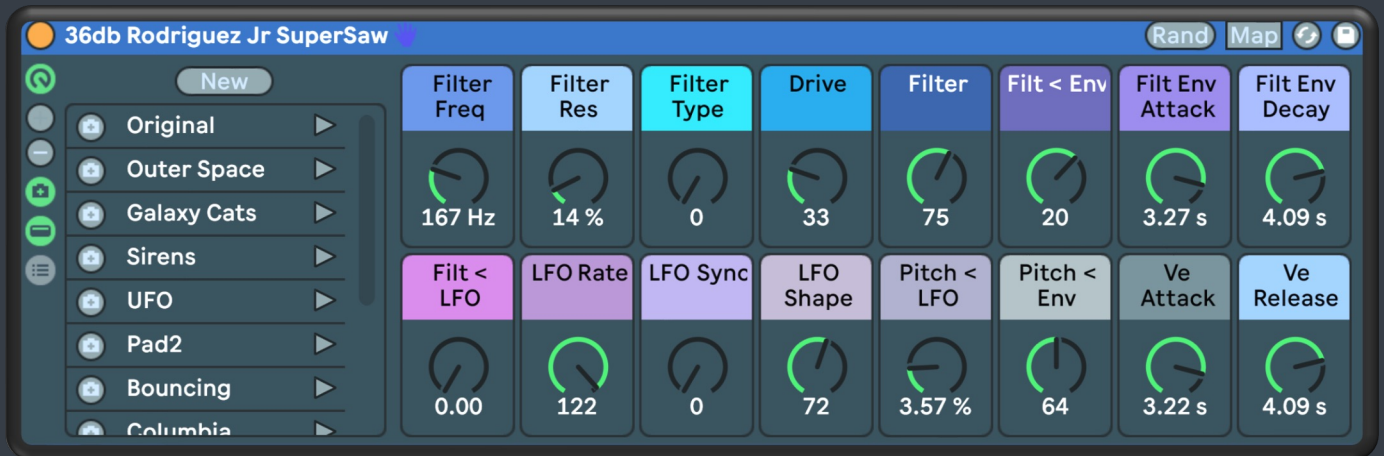 36db Rodriguez Jr SuperSaw
Rand Map
New
Original
Outer Space
Galaxy Cats
Sirens
UFO
Pad2
Bouncing
Columbia
Filter Freq
Filter Res
Filter Type
Drive
Filter
Filt < Env
Filt Env Attack
Filt Env Decay
167 Hz
14 %
0
33
75
20
3.27 s
4.09 s
Filt < LFO
LFO Rate
LFO Sync
LFO Shape
Pitch < LFO
Pitch < Env
Ve Attack
Ve Release
0.00
122
0
72
3.57 %
64
3.22 s
4.09 s